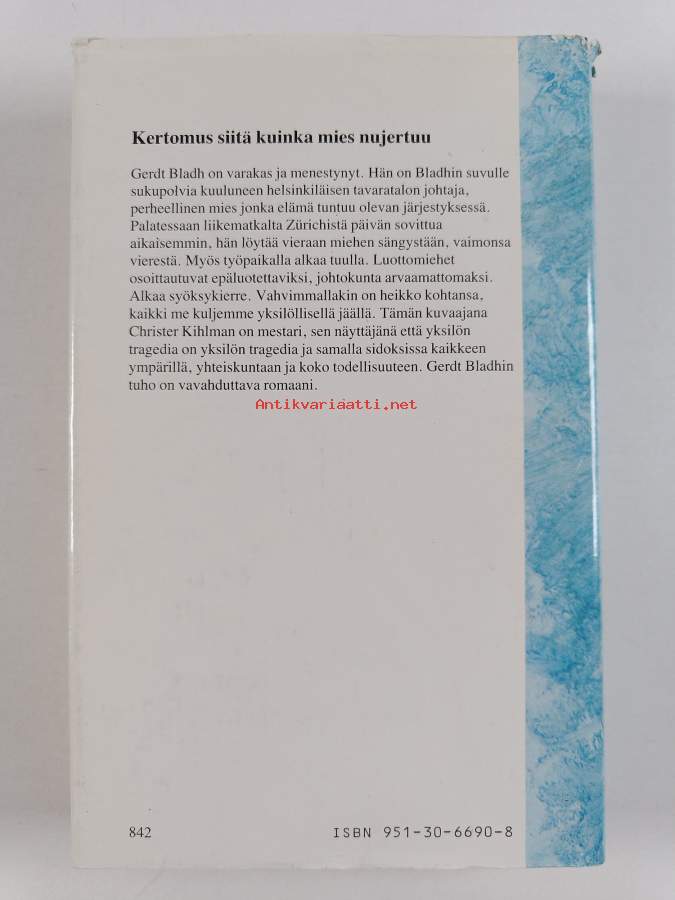 Kertomus siitä kuinka mies nujertuu
Gerdt Bladh on varakas ja menestynyt. Hän on Bladhin suvulle
sukupolvia kuuluneen helsinkiläisen tavaratalon johtaja,
perheellinen mies jonka elämä tuntuu olevan järjestyksessä.
Palatessaan liikematkalta Zürichistä päivän sovittua
aikaisemmin, hän löytää vieraan miehen sängystään, vaimonsa
vierestä. Myös työpaikalla alkaa tuulla. Luottomiehet
osoittautuvat epäluotettaviksi, johtokunta arvaamattomaksi.
Alkaa syöksykierre. Vahvimmallakin on heikko kohtansa,
kaikki me kuljemme yksilöllisellä jäällä. Tämän kuvaajana
Christer Kihlman on mestari, sen näyttäjänä että yksilön
tragedia on yksilön tragedia ja samalla sidoksissa kaikkeen
ympärillä, yhteiskuntaan ja koko todellisuuteen. Gerdt Bladhin
tuho on vavahduttava romaani.
Antikvariaatti.net
842 ISBN 951-30-6690-8